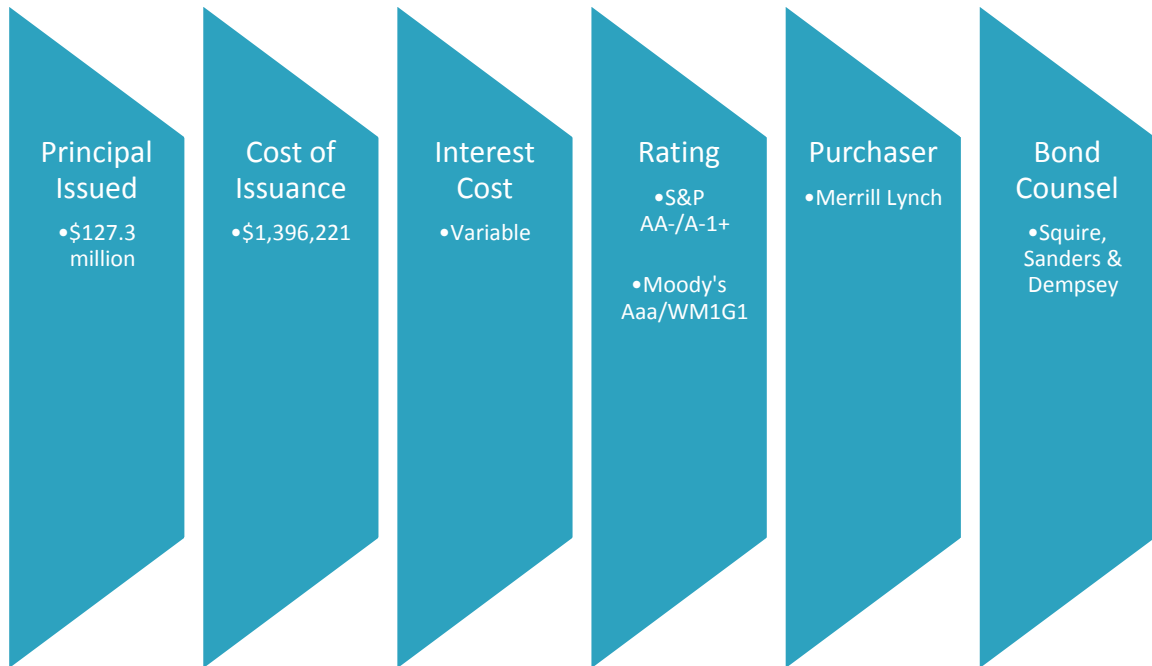 Principal
Issued
•$127.3
million
Cost of
Issuance
•$1,396,221
Interest
Cost
•Variable
Rating
•S&P
AA-/A-1+
•Moody's
Aaa/WM1G1
Purchaser
•Merrill Lynch
Bond
Counsel
•Squire,
Sanders &
Dempsey